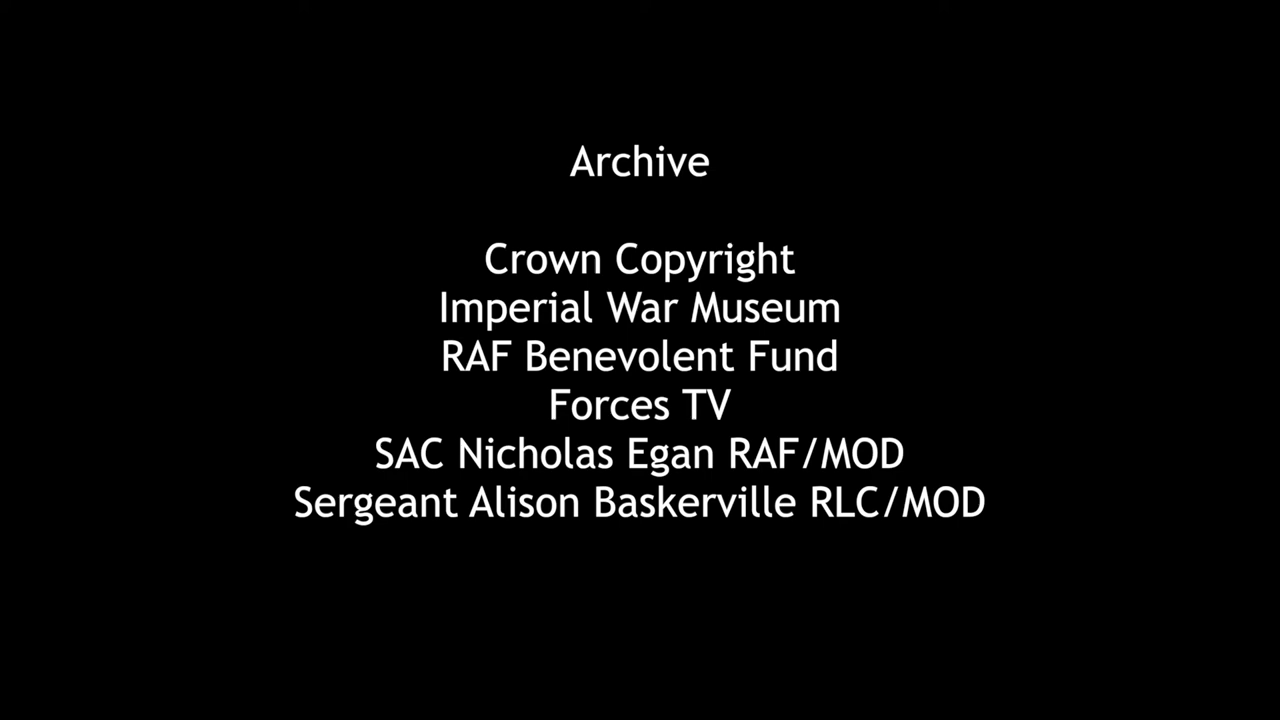 Archive
Crown Copyright
Imperial War Museum
RAF Benevolent Fund
Forces TV
SAC Nicholas Egan RAF/MOD
Sergeant Alison Baskerville RLC/MOD